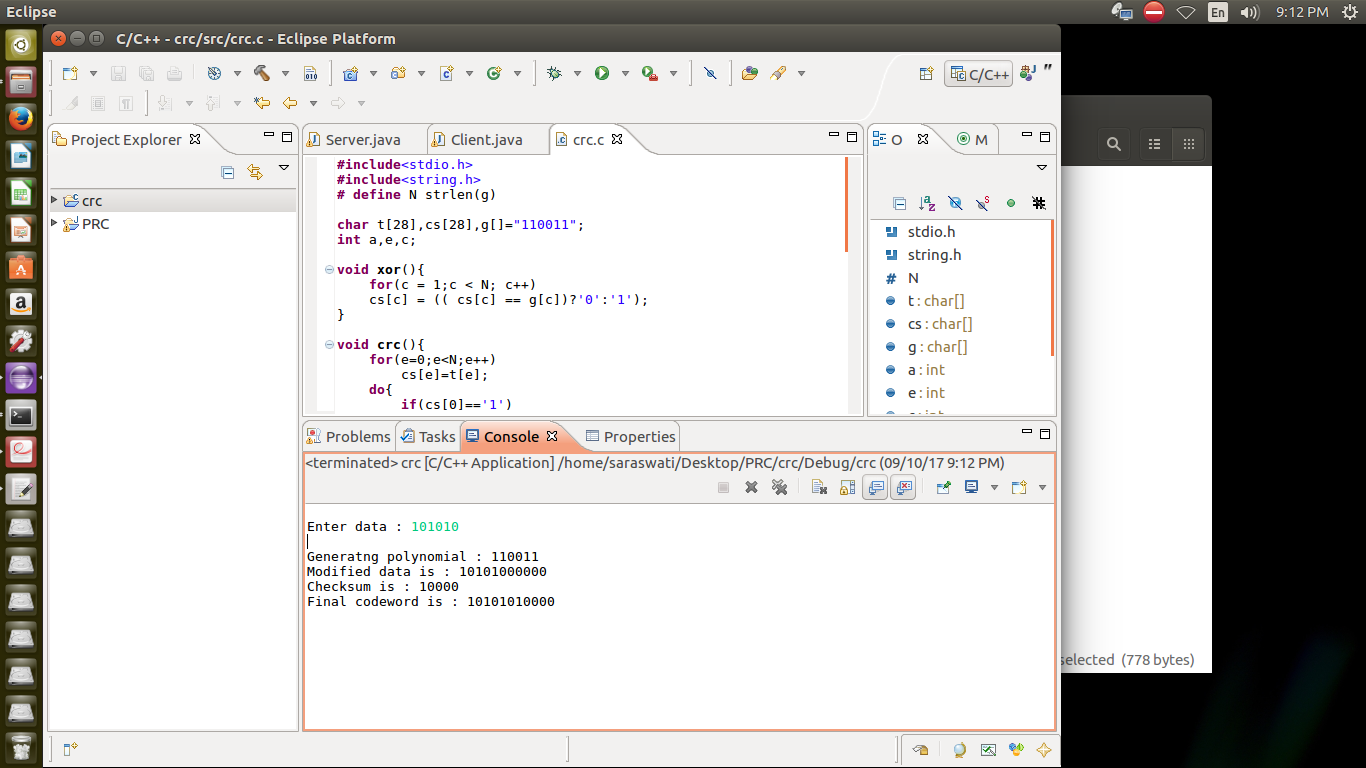 Eclipse
En
9:12 PM
C/C++ - crc/src/crc.c - Eclipse Platform
010
C/C++
Project Explorer
crc
PRC
Server.java
Client.java
crc.c
#include<stdio.h>
#include<string.h>
# define N strlen(g)
char t[28],cs[28],g[]="110011";
int a,e,c;
void xor(){
for(c = 1;c < N; c++)
cs[c] = (( cs[c] == g[c])?'0':'1');
}
void crc(){
for(e=0;e<N;e++)
cs[e]=t[e];
do{
if(cs[0]=='1')
O
M
stdio.h
string.h
# N
t : char[]
cs : char[]
g : char[]
a : int
e : int
Problems
Tasks
Console
Properties
<terminated> crc [C/C++ Application] /home/saraswati/Desktop/PRC/crc/Debug/crc (09/10/17 9:12 PM)
Enter data : 101010
Generatng polynomial : 110011
Modified data is : 10101000000
Checksum is : 10000
Final codeword is : 10101010000
selected (778 bytes)